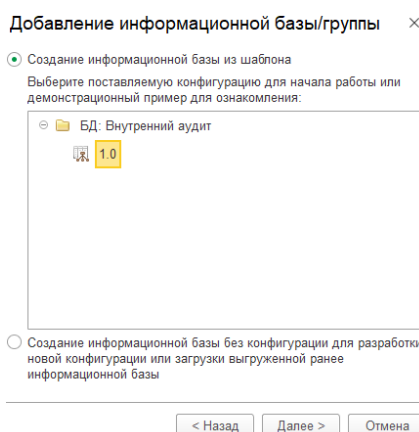 Добавление информационной базы/группы
Создание информационной базы из шаблона
Выберите поставляемую конфигурацию для начала работы или
демонстрационный пример для ознакомления:
БД: Внутренний аудит
1.0
Создание информационной базы без конфигурации для разработки
новой конфигурации или загрузки выгруженной ранее
информационной базы
< Назад
Далее >
Отмена